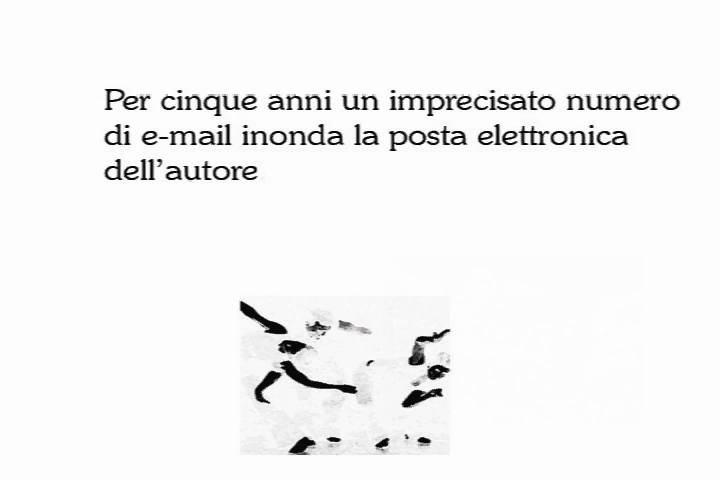 Per cinque anni un imprecisato numero
di e-mail inonda la posta elettronica
dell'autore